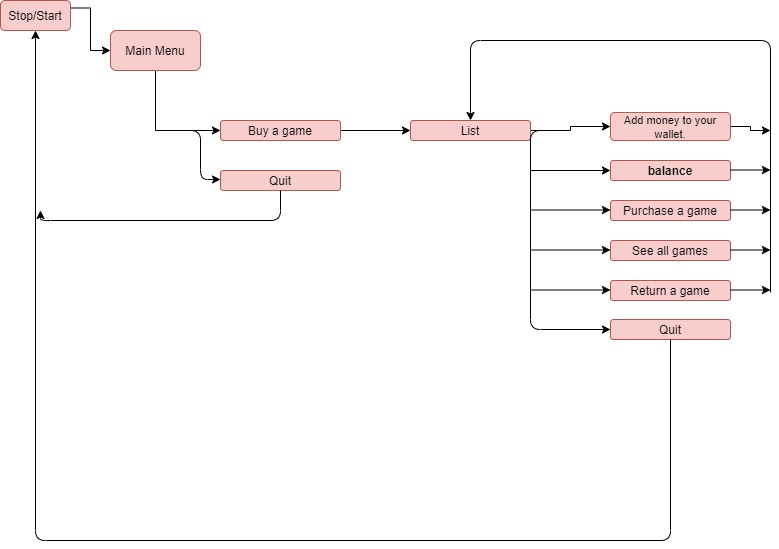 Stop/Start
Main Menu
Buy a game
List
Add money to your
wallet.
balance
Quit
Purchase a game
See all games
Return a game
Quit